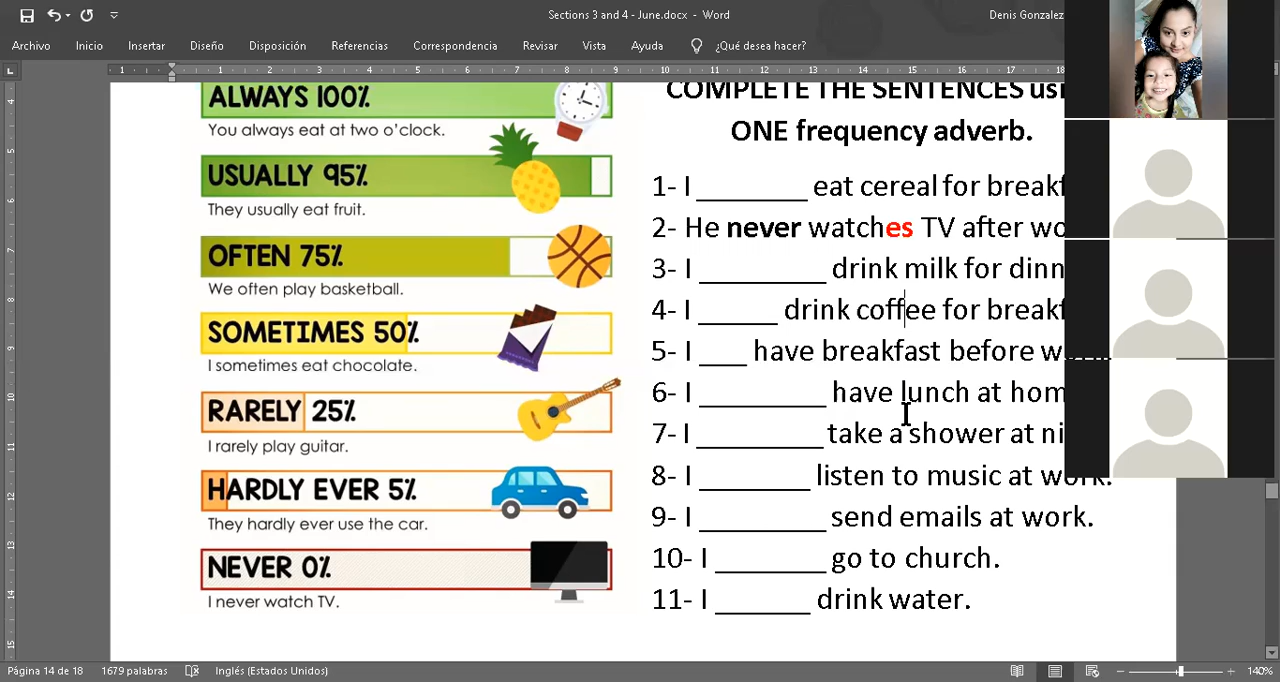 Sections 3 and 4 - June.docx - Word
Denis Gonzalez
Archivo Inicio Insertar Diseño Disposición Referencias Correspondencia Revisar Vista Ayuda ¿Qué desea hacer?
ALWAYS 100%
You always eat at two o'clock.
USUALLY 95%
They usually eat fruit.
OFTEN 75%
We often play basketball.
SOMETIMES 50%
I sometimes eat chocolate.
RARELY 25%
I rarely play guitar.
HARDLY EVER 5%
They hardly ever use the car.
NEVER 0%
I never watch TV.
COMPLETE THE SENTENCES
ONE frequency adverb.
1- I ________ eat cereal for
2- He never watches TV after
3- I _________ drink milk for
4- I ______ drink coffee for
5- I ____ have breakfast before
6- I _________ have lunch at
7- I _________ take a shower at
8- I ________ listen to music at work.
9- I _________ send emails at work.
10- I ________ go to church.
11- I _______ drink water.
Página 14 de 18 1679 palabras Inglés (Estados Unidos) 140%